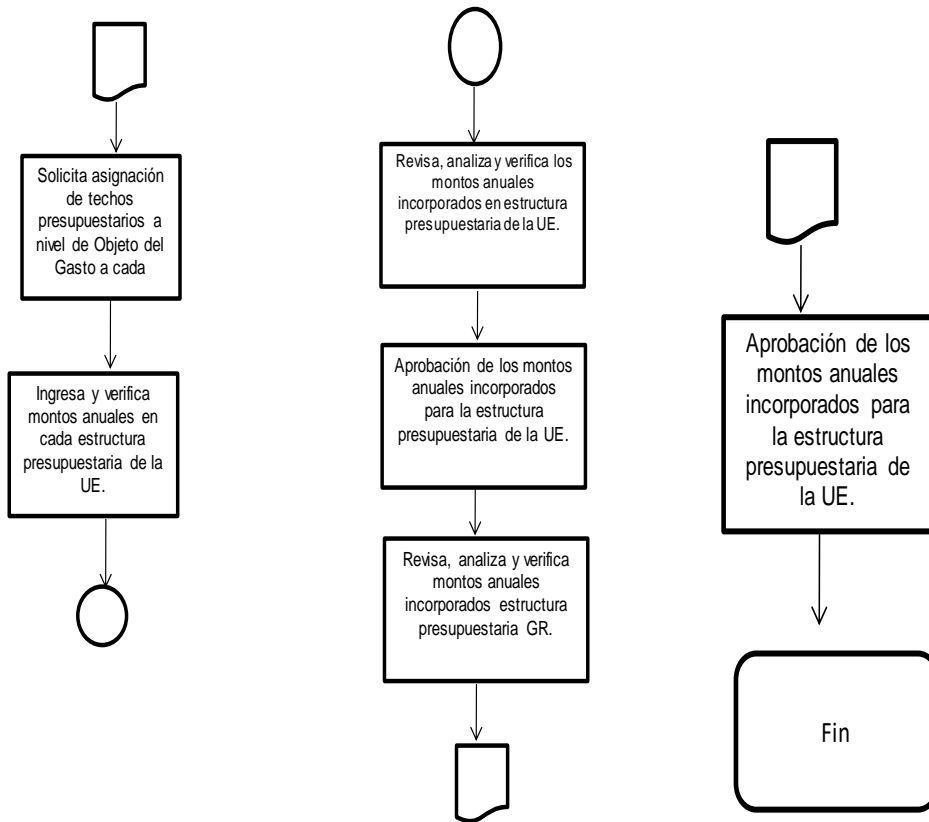 Solicita asignación
de techos
presupuestarios a
nivel de Objeto del
Gasto a cada
Ingresa y verifica
montos anuales en
cada estructura
presupuestaria de la
UE.
Revisa, analiza y verifica los
montos anuales
incorporados en estructura
presupuestaria de la UE.
Aprobación de los montos
anuales incorporados
para la estructura
presupuestaria de la UE.
Revisa, analiza y verifica
montos anuales
incorporados estructura
presupuestaria GR.
Aprobación de los
montos anuales
incorporados para
la estructura
presupuestaria de
la UE.
Fin